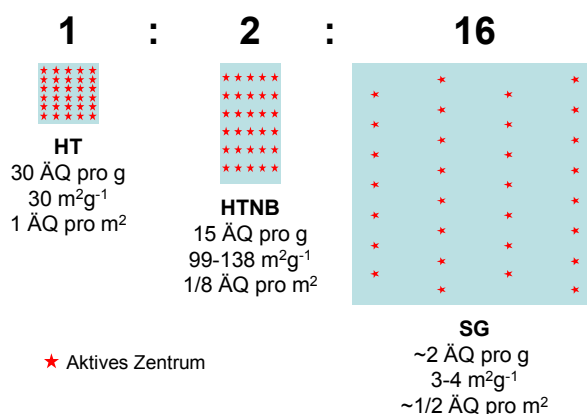 1 : 2 : 16
HT
30 ÄQ pro g
30 m²g⁻¹
1 ÄQ pro m²
HTNB
15 ÄQ pro g
99-138 m²g⁻¹
1/8 ÄQ pro m²
SG
~2 ÄQ pro g
3-4 m²g⁻¹
~1/2 ÄQ pro m²
Aktives Zentrum